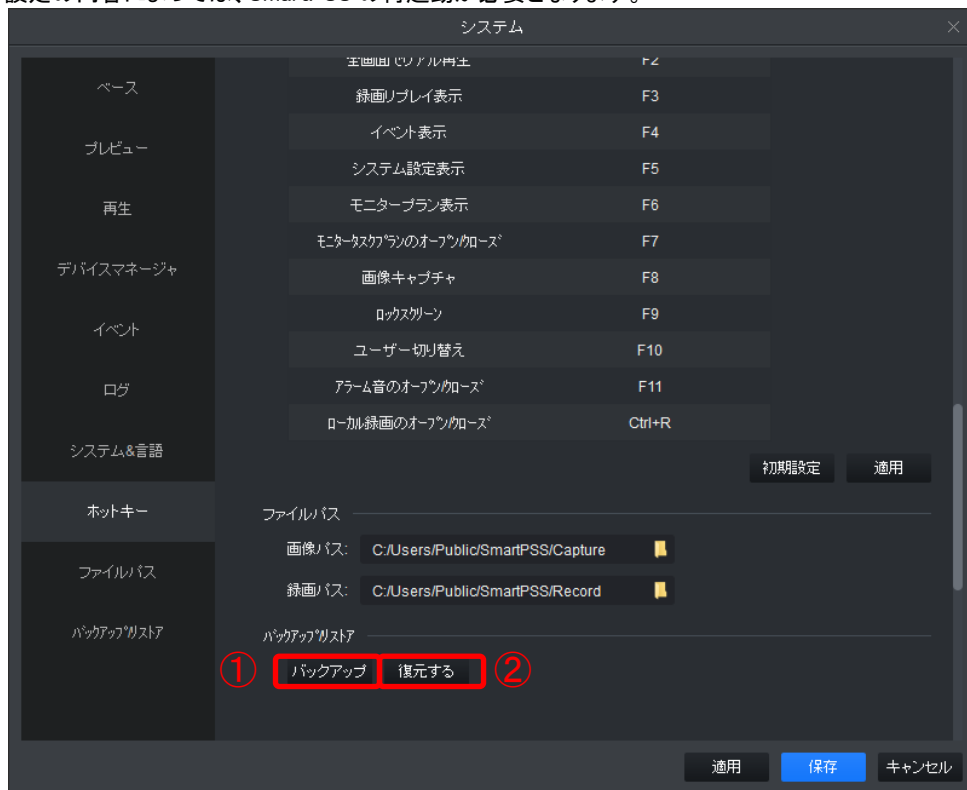 システム
全画面でリアル再生 F2
ベース
録画リプレイ表示 F3
イベント表示 F4
プレビュー
システム設定表示 F5
再生
モニタープラン表示 F6
モニタータスクプランのオープン/クローズ F7
デバイスマネージャ
画像キャプチャ F8
ロックスクリーン F9
イベント
ユーザー切り替え F10
ログ
アラーム音のオープン/クローズ F11
ローカル録画のオープン/クローズ Ctrl+R
システム&言語
初期設定 適用
ホットキー
ファイルパス
画像パス: C:/Users/Public/SmartPSS/Capture
ファイルパス
録画パス: C:/Users/Public/SmartPSS/Record
バックアップ/リストア
バックアップ/リストア
① バックアップ 復元する ②
適用 保存 キャンセル